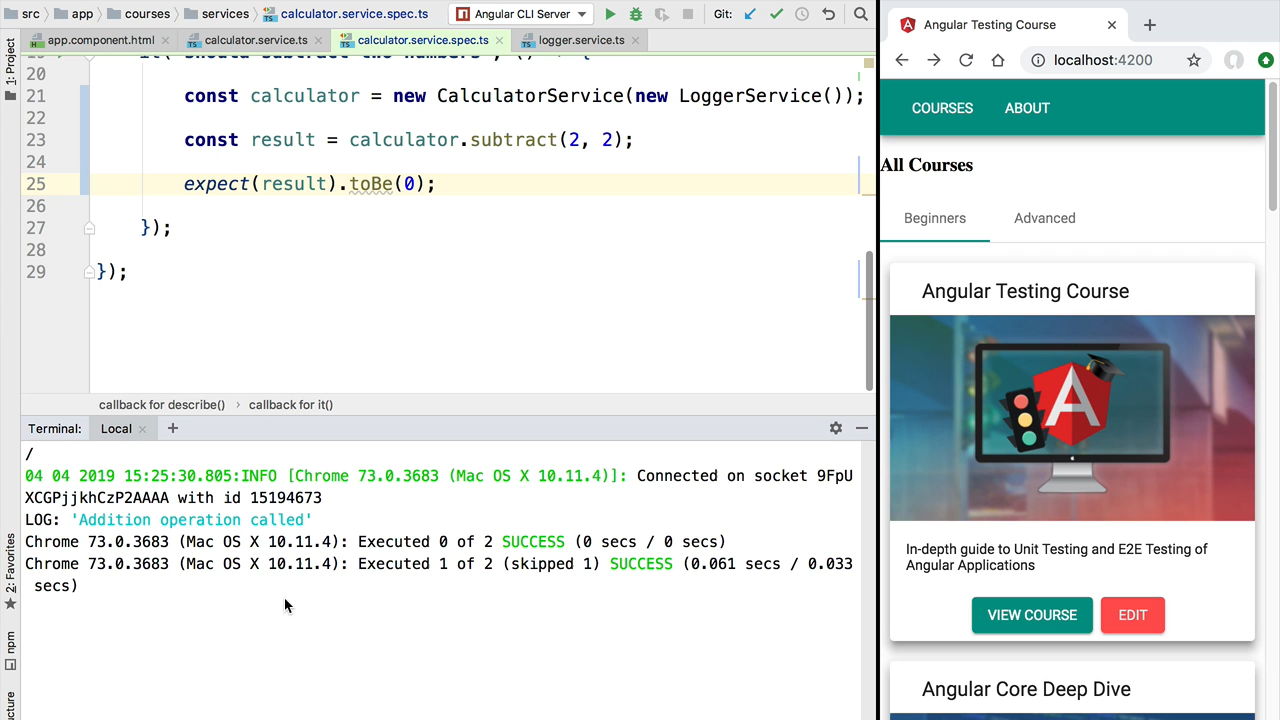 src app courses services calculator.service.spec.ts Angular CLI Server Git:
app.component.html calculator.service.ts calculator.service.spec.ts logger.service.ts
1: Project
20
21 const calculator = new CalculatorService(new LoggerService());
22
23 const result = calculator.subtract(2, 2);
24
25 expect(result).toBe(0);
26
27 });
28
29 });
callback for describe() › callback for it()
Terminal: Local
/
04 04 2019 15:25:30.805:INFO [Chrome 73.0.3683 (Mac OS X 10.11.4)]: Connected on socket 9FpU
XCGPjjkhCzP2AAAA with id 15194673
LOG: 'Addition operation called'
Chrome 73.0.3683 (Mac OS X 10.11.4): Executed 0 of 2 SUCCESS (0 secs / 0 secs)
Chrome 73.0.3683 (Mac OS X 10.11.4): Executed 1 of 2 (skipped 1) SUCCESS (0.061 secs / 0.033
secs)
2: Favorites
npm
Angular Testing Course
localhost:4200
COURSES ABOUT
All Courses
Beginners Advanced
Angular Testing Course
In-depth guide to Unit Testing and E2E Testing of
Angular Applications
VIEW COURSE EDIT
Angular Core Deep Dive